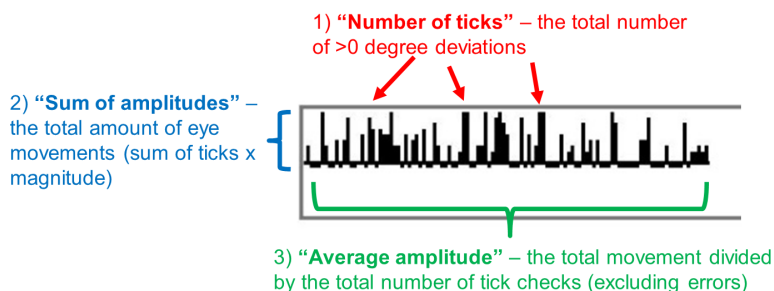 1) “Number of ticks” – the total number
of >0 degree deviations
2) “Sum of amplitudes” –
the total amount of eye
movements (sum of ticks x
magnitude)
3) “Average amplitude” – the total movement divided
by the total number of tick checks (excluding errors)